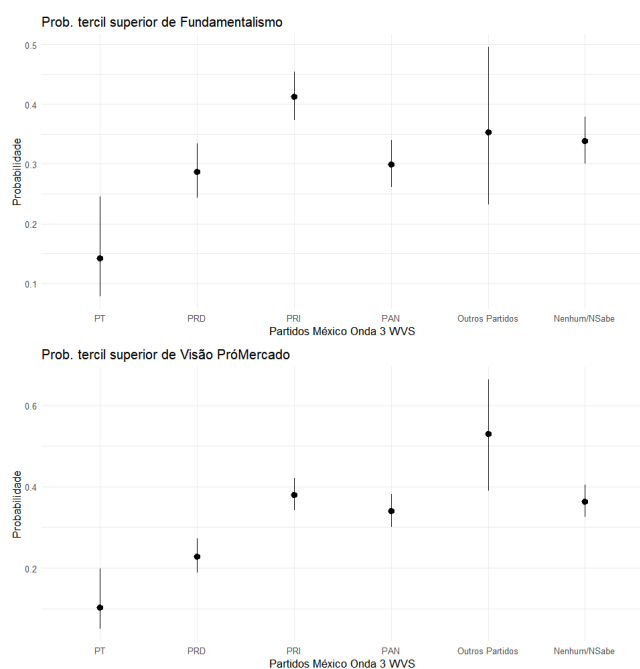 Prob. tercil superior de Fundamentalismo
0.5
0.4
0.3
0.2
0.1
Probabilidade
PT PRD PRI PAN Outros Partidos Nenhum/NSabe
Partidos México Onda 3 WVS
Prob. tercil superior de Visão PróMercado
0.6
0.4
0.2
Probabilidade
PT PRD PRI PAN Outros Partidos Nenhum/NSabe
Partidos México Onda 3 WVS